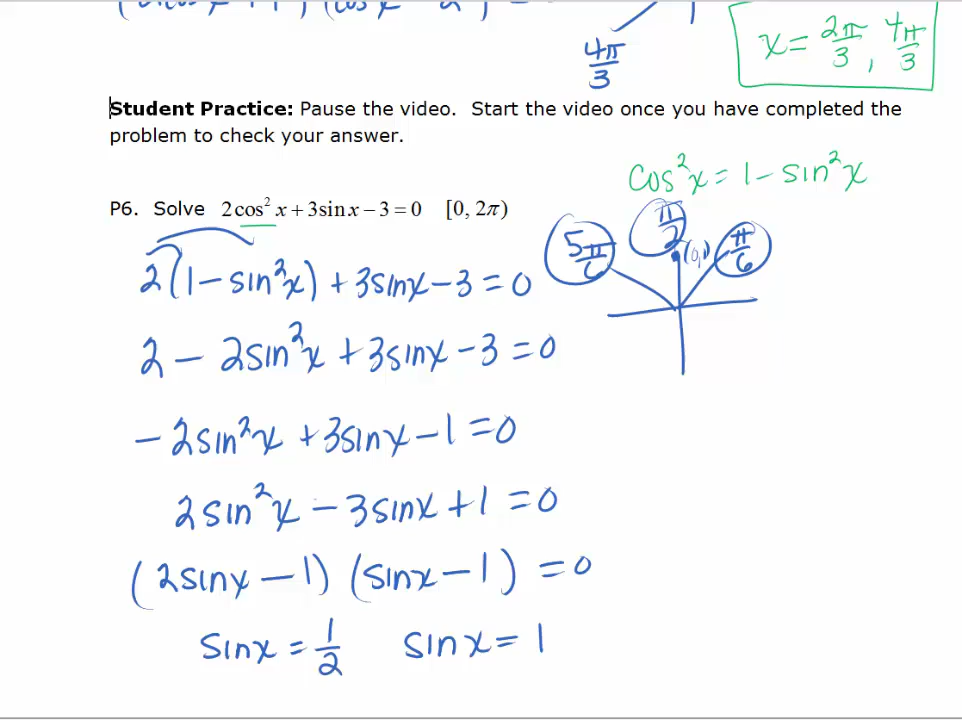 4π/3
x = 2π/3, 4π/3
Student Practice: Pause the video. Start the video once you have completed the
problem to check your answer.
cos²x = 1 - sin²x
P6. Solve 2cos² x + 3sin x − 3 = 0 [0, 2π)
5π/6 π/2 (0,1) π/6
2(1 - sin²x) + 3sinx - 3 = 0
2 - 2sin²x + 3sinx - 3 = 0
- 2sin²x + 3sinx - 1 = 0
2sin²x - 3sinx + 1 = 0
(2sinx - 1) (sinx - 1) = 0
sinx = 1/2 sinx = 1